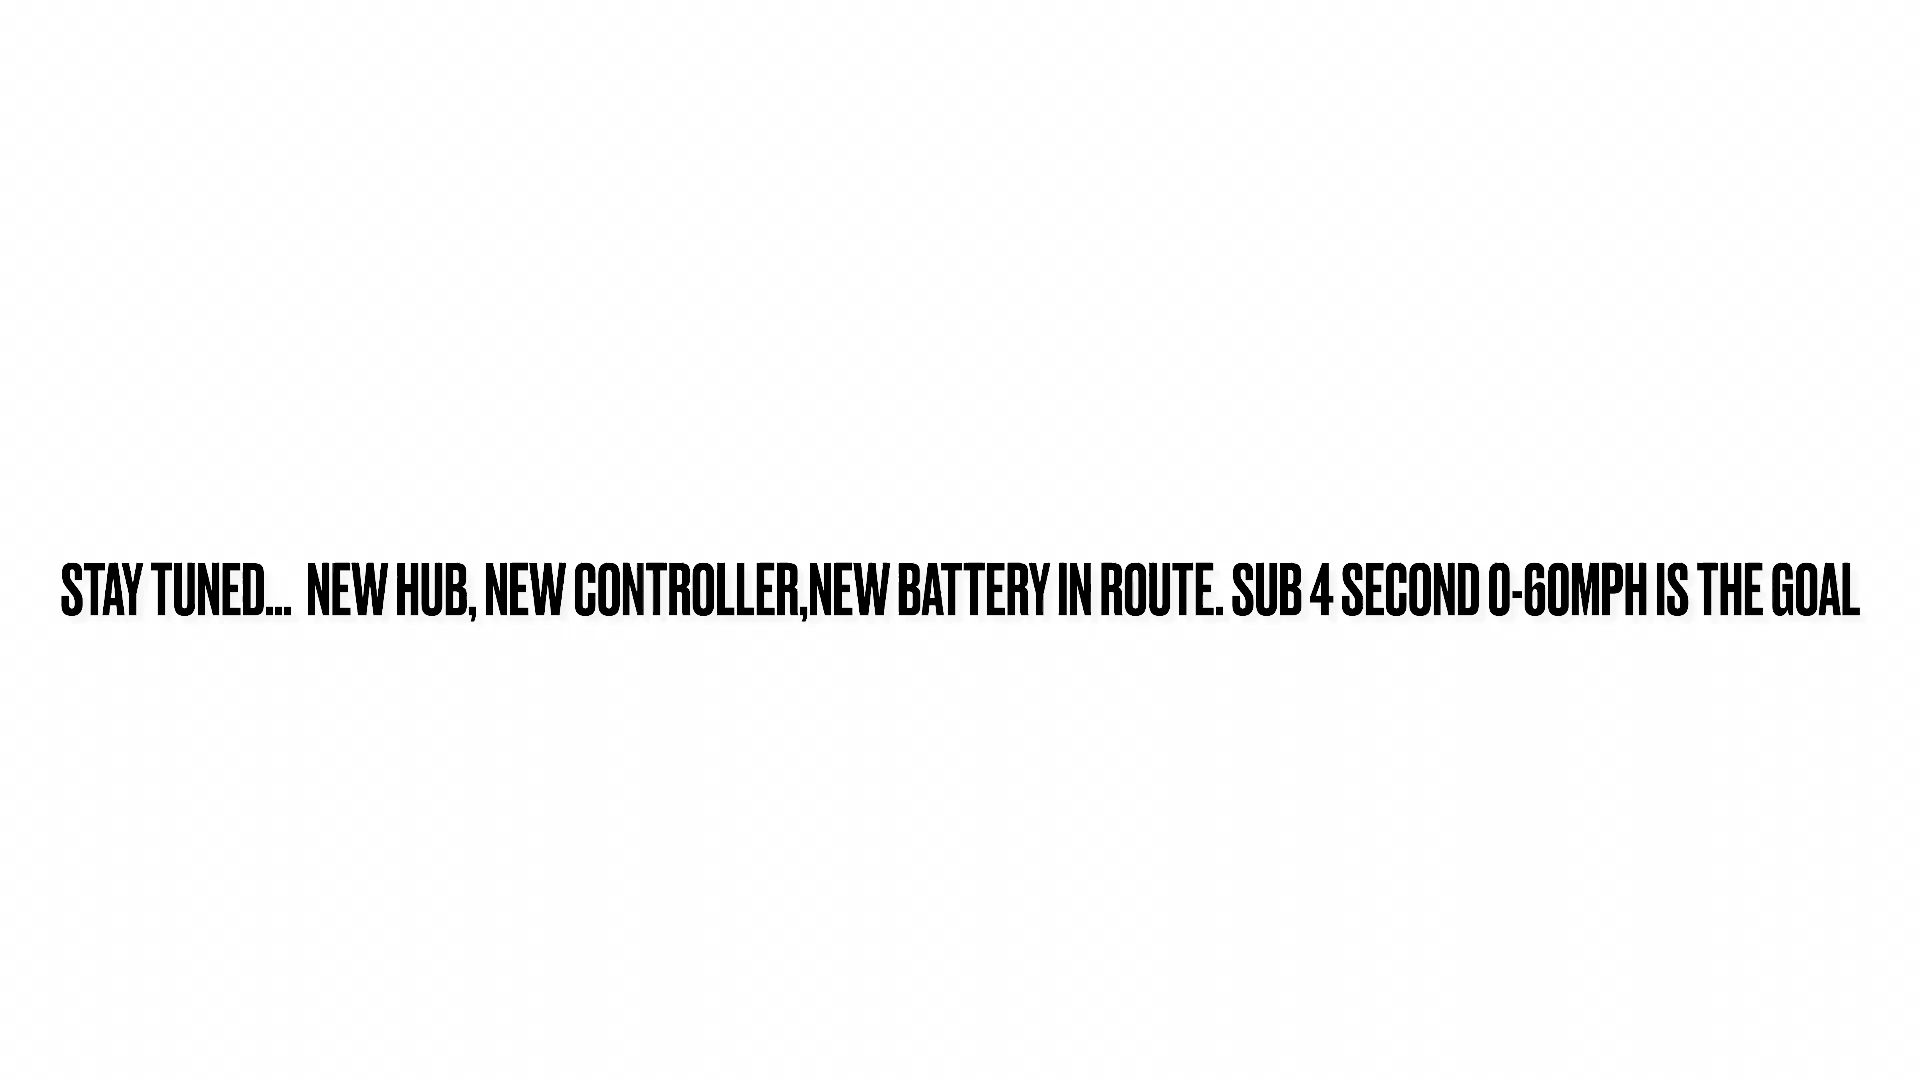 STAY TUNED... NEW HUB, NEW CONTROLLER,NEW BATTERY IN ROUTE. SUB 4 SECOND 0-60MPH IS THE GOAL